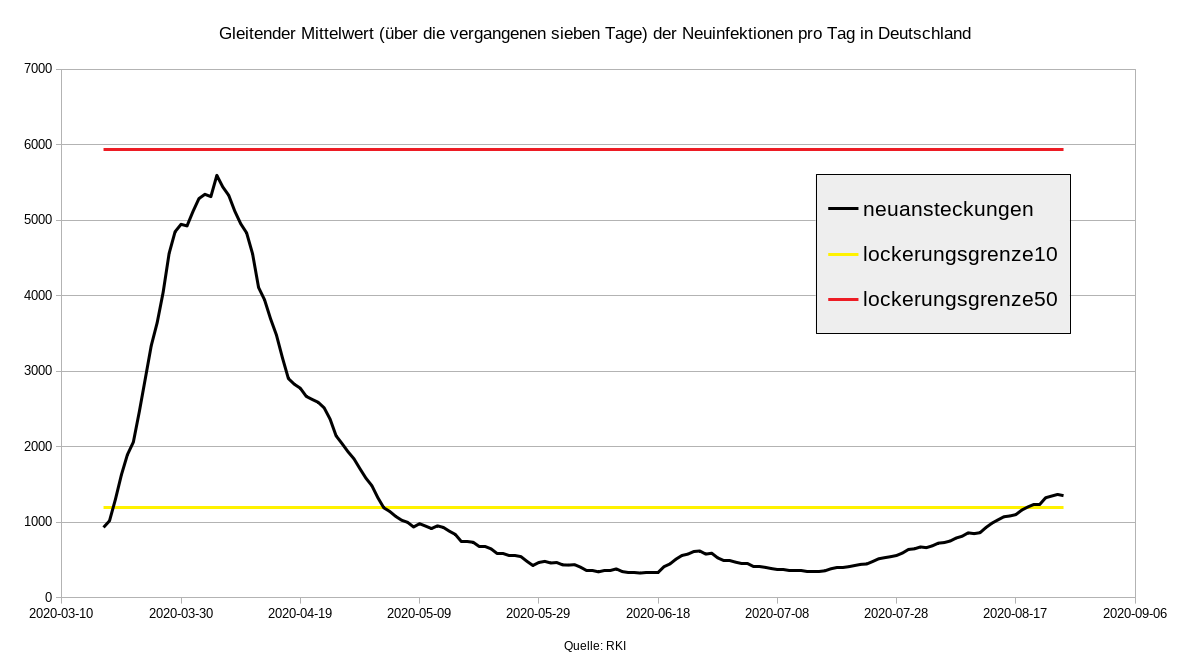 Gleitender Mittelwert (über die vergangenen sieben Tage) der Neuinfektionen pro Tag in Deutschland
7000
6000
5000
4000
3000
2000
1000
0
neuansteckungen
lockerungsgrenze10
lockerungsgrenze50
2020-03-10 2020-03-30 2020-04-19 2020-05-09 2020-05-29 2020-06-18 2020-07-08 2020-07-28 2020-08-17 2020-09-06
Quelle: RKI